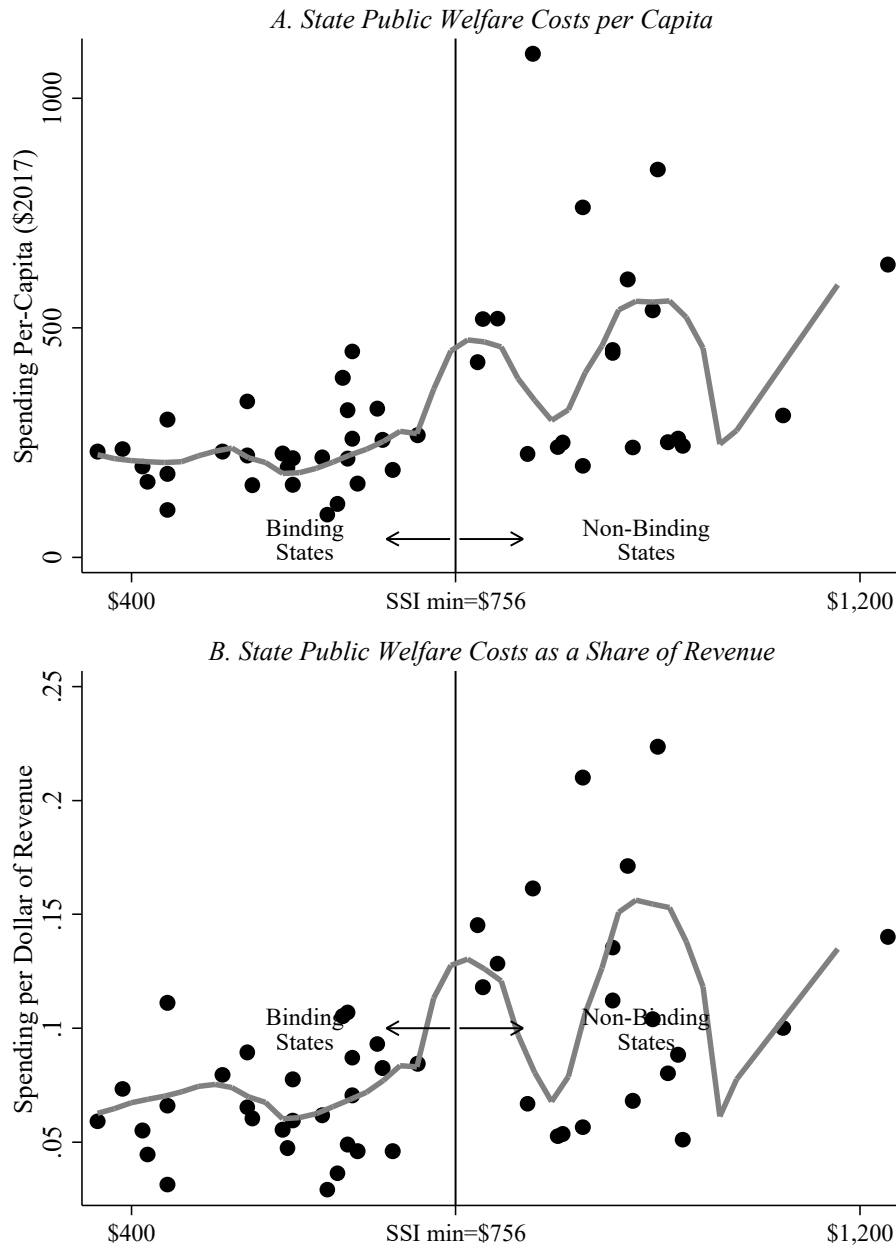 A. State Public Welfare Costs per Capita
Spending Per-Capita ($2017)
1000
500
0
Binding
States
Non-Binding
States
$400
SSI min=$756
$1,200
B. State Public Welfare Costs as a Share of Revenue
Spending per Dollar of Revenue
.25
.2
.15
.1
.05
Binding
States
Non-Binding
States
$400
SSI min=$756
$1,200